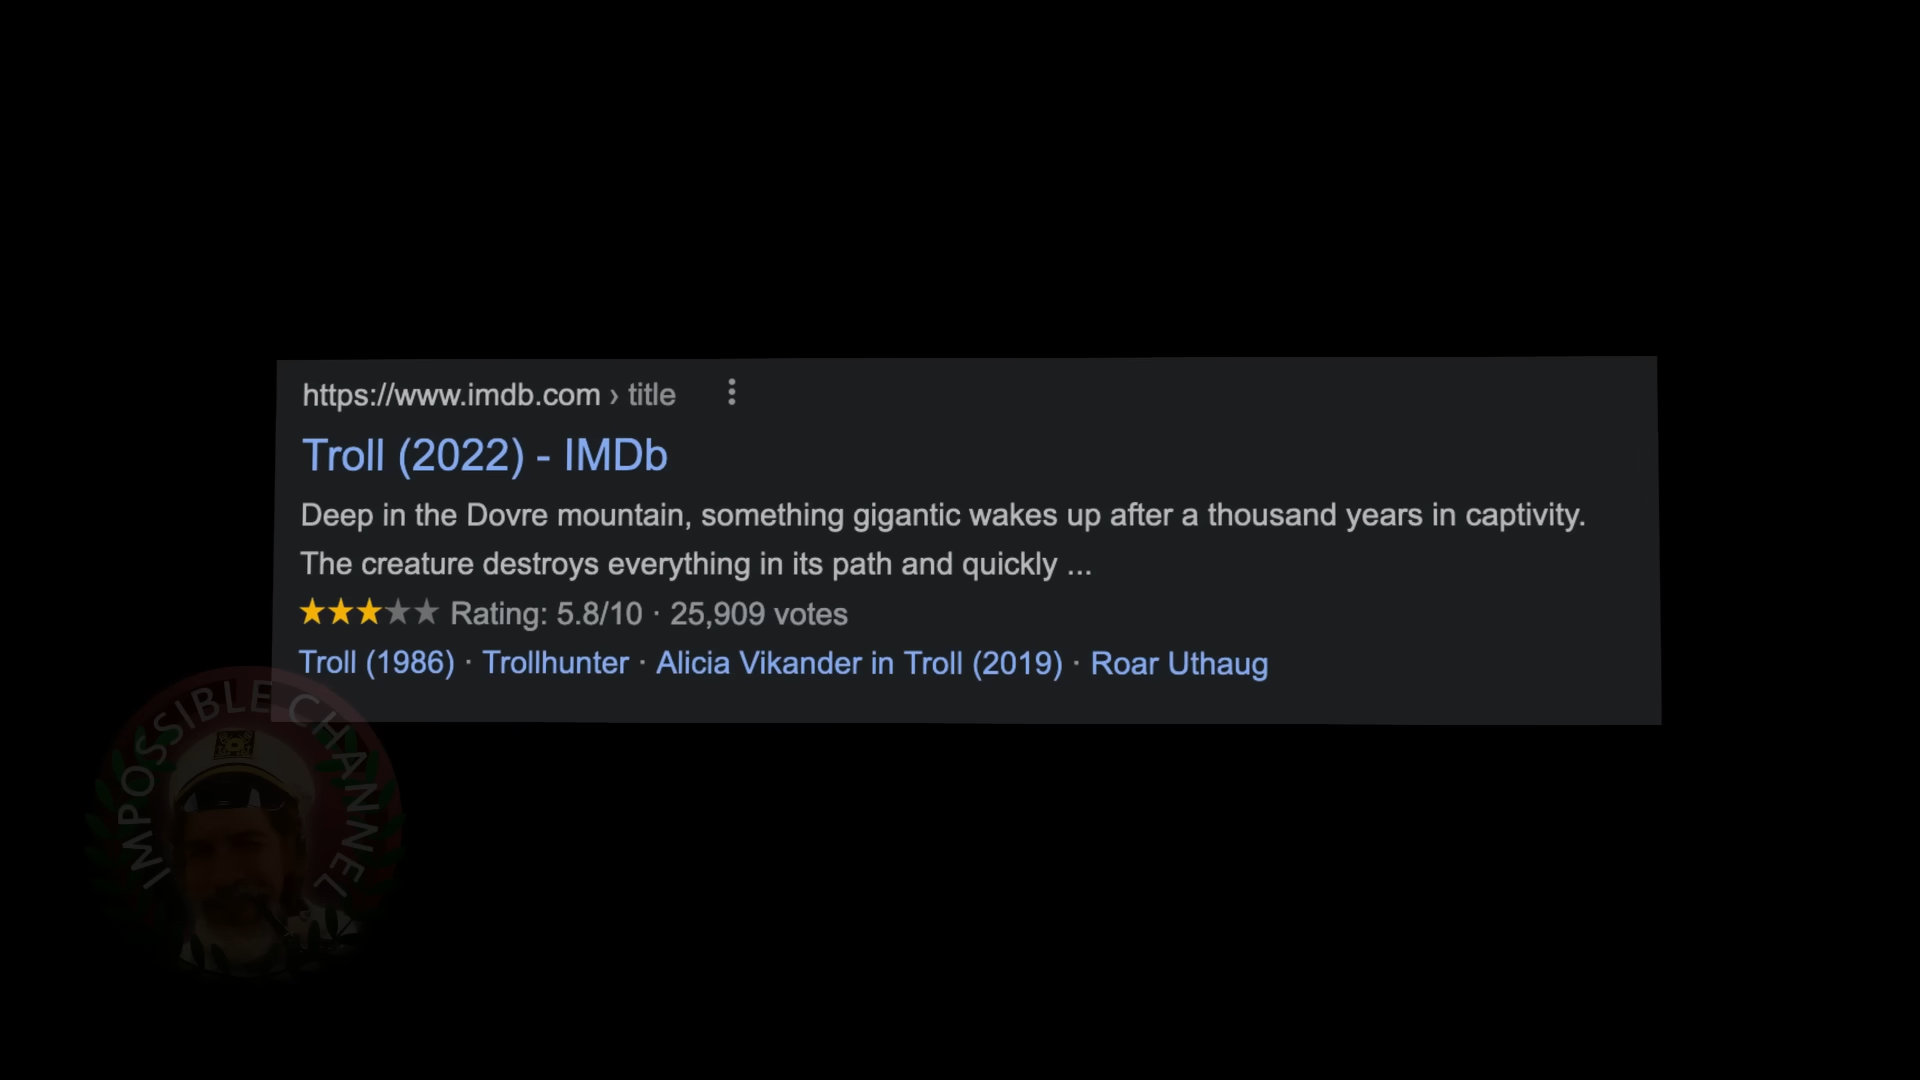 https://www.imdb.com › title
Troll (2022) - IMDb
Deep in the Dovre mountain, something gigantic wakes up after a thousand years in captivity.
The creature destroys everything in its path and quickly ...
Rating: 5.8/10 · 25,909 votes
Troll (1986) · Trollhunter · Alicia Vikander in Troll (2019) · Roar Uthaug
IMPOSSIBLE CHANNEL